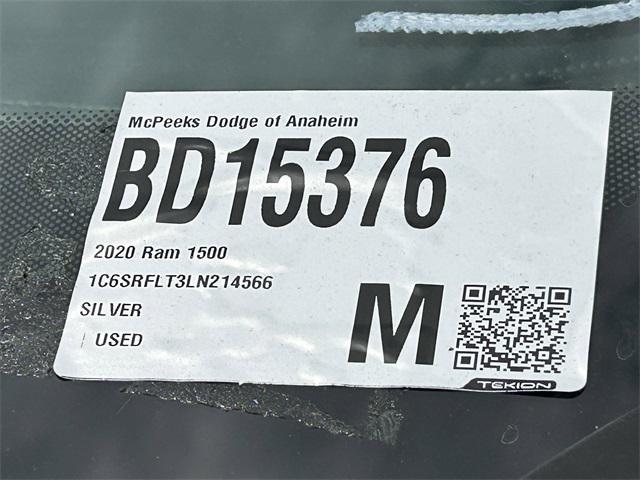 McPeeks Dodge of Anaheim
BD15376
2020 Ram 1500
1C6SRFLT3LN214566
SILVER
USED
M
TEKION